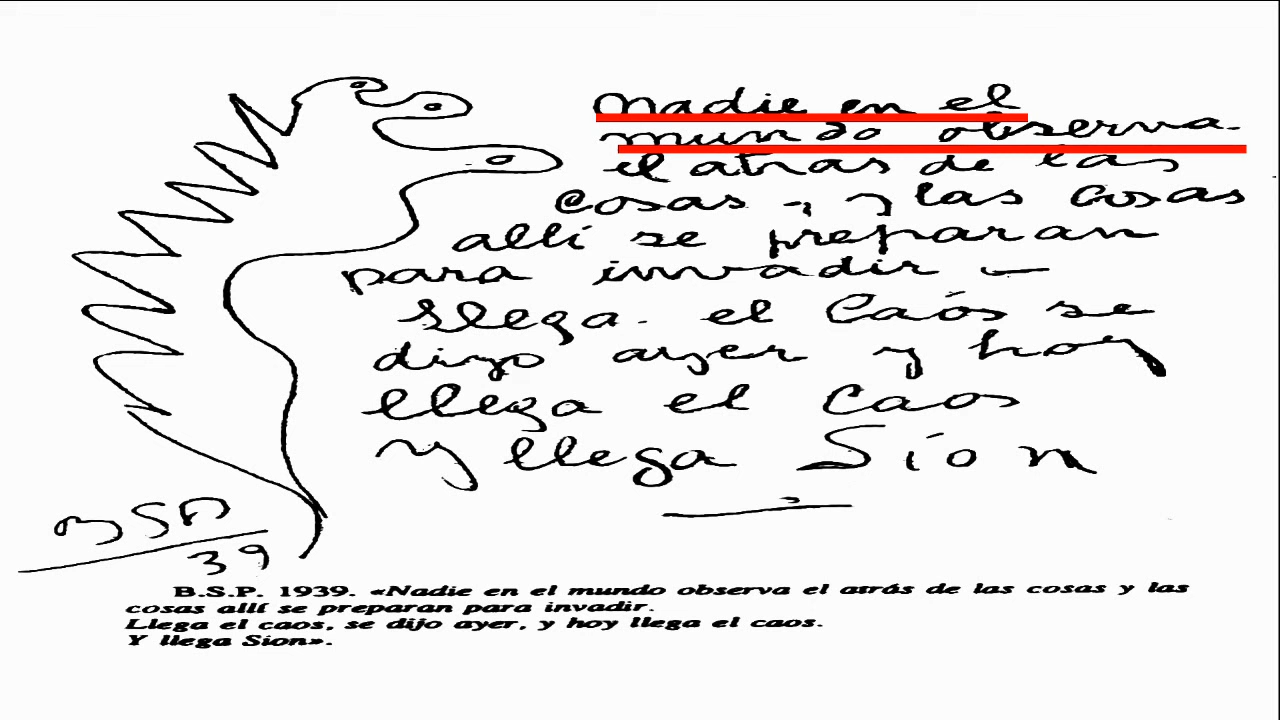 Nadie en el
mundo observa.
el atras de las
cosas - y las cosas
allí se preparan
para invadir -
Llega. el Caós se
dijo ayer y hoy
llega el Caos
Y llega Síon
BSP
39
B.S.P. 1939. «Nadie en el mundo observa el atrás de las cosas y las
cosas allí se preparan para invadir.
Llega el caos, se dijo ayer, y hoy llega el caos.
Y llega Sion».